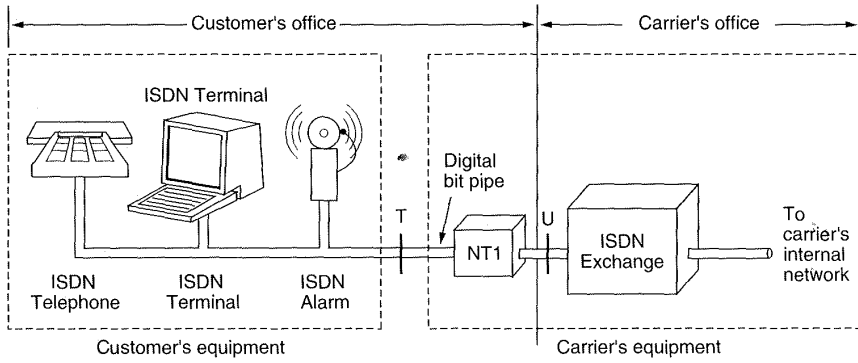 Customer's office
Carrier's office
ISDN Terminal
Digital
bit pipe
T
U
NT1
ISDN
Exchange
To
carrier's
internal
network
ISDN
Telephone
ISDN
Terminal
ISDN
Alarm
Customer's equipment
Carrier's equipment